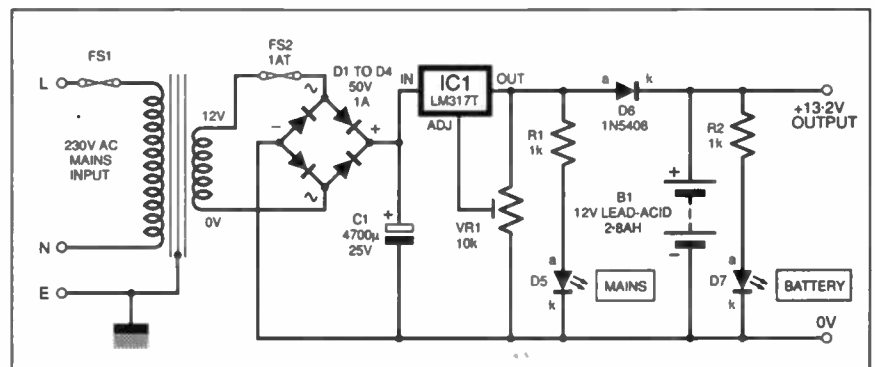 FS1
L
230V AC
MAINS
INPUT
N
E
12V
0V
FS2
1AT
~
D1 TO D4
50V
1A
-
+
~
+
C1
4700µ
25V
IN
IC1
LM317T
OUT
ADJ
VR1
10k
R1
1k
a
D5
k
MAINS
a
k
D6
1N5408
B1
12V LEAD-ACID
2·8AH
+
-
R2
1k
a
D7
k
BATTERY
+13·2V
OUTPUT
0V